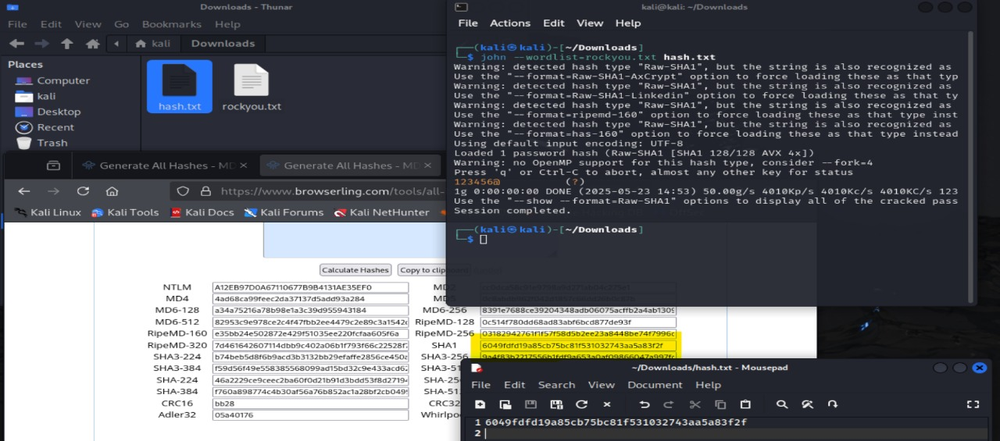 Downloads - Thunar
File Edit View Go Bookmarks Help
kali Downloads
Places
Computer
kali
Desktop
Recent
Trash
hash.txt rockyou.txt
kali@kali: ~/Downloads
File Actions Edit View Help
(kali㉿kali)-[~/Downloads]
$ john --wordlist=rockyou.txt hash.txt
Warning: detected hash type "Raw-SHA1", but the string is also recognized as
Use the "--format=Raw-SHA1-AxCrypt" option to force loading these as that typ
Warning: detected hash type "Raw-SHA1", but the string is also recognized as
Use the "--format=Raw-SHA1-Linkedin" option to force loading these as that ty
Warning: detected hash type "Raw-SHA1", but the string is also recognized as
Use the "--format=ripemd-160" option to force loading these as that type inst
Warning: detected hash type "Raw-SHA1", but the string is also recognized as
Use the "--format=has-160" option to force loading these as that type instead
Using default input encoding: UTF-8
Loaded 1 password hash (Raw-SHA1 [SHA1 128/128 AVX 4x])
Warning: no OpenMP support for this hash type, consider --fork=4
Press 'q' or Ctrl-C to abort, almost any other key for status
123456@ (?)
1g 0:00:00:00 DONE (2025-05-23 14:53) 50.00g/s 4010Kp/s 4010Kc/s 4010KC/s 123
Use the "--show --format=Raw-SHA1" options to display all of the cracked pass
Session completed.
(kali㉿kali)-[~/Downloads]
$
Generate All Hashes - MD Generate All Hashes - MD
https://www.browserling.com/tools/all-
Kali Linux Kali Tools Kali Docs Kali Forums Kali NetHunter
Calculate Hashes Copy to clip
NTLM A12EB97D0A67110677B9B4131AE35EF0 MD2
MD4 4ad68ca99feec2da37137d5add93a284 MD5
MD6-128 a34a75216a78b98e1a3c39d955943184 MD6-256 8391e7688ce39204348adb06075acffb2a4ab1309
MD6-512 82953c9e978ce2c4f47fbb2ee4479c2e89c3a1542 RipeMD-128 0c514f780dd68ad83abf6bcd877de93f
RipeMD-160 e35bb24e502872e429f51035ee220fcfaa605f6a RipeMD-256 03182942761f1f57f58d5b2ee23a8448be74f7996c
RipeMD-320 7d461642607114dbb9c402a06b1f793f66c22528f SHA1 6049fdfd19a85cb75bc81f531032743aa5a83f2f
SHA3-224 b74beb5d8f6b9acd3b3132bb29efaffe2856ce450a SHA3-256 9a4f83b2217556b1fdf9a653a0af09866047a997f
SHA3-384 f59d56f49e558385568099ad15bd32c9e433acd62 SHA3-51
SHA-224 46a2229ce9ceec2ba60f0d21b91d3bdd53f8d2719 SHA-25
SHA-384 f760a898774c4b30af56a76b852ac1a28bf2cb049 SHA-51
CRC16 bb28 CRC32
Adler32 05a40176 Whirlpo
~/Downloads/hash.txt - Mousepad
File Edit Search View Document Help
1 6049fdfd19a85cb75bc81f531032743aa5a83f2f
2